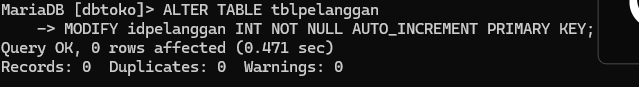 MariaDB [dbtoko]> ALTER TABLE tblpelanggan
    -> MODIFY idpelanggan INT NOT NULL AUTO_INCREMENT PRIMARY KEY;
Query OK, 0 rows affected (0.471 sec)
Records: 0  Duplicates: 0  Warnings: 0